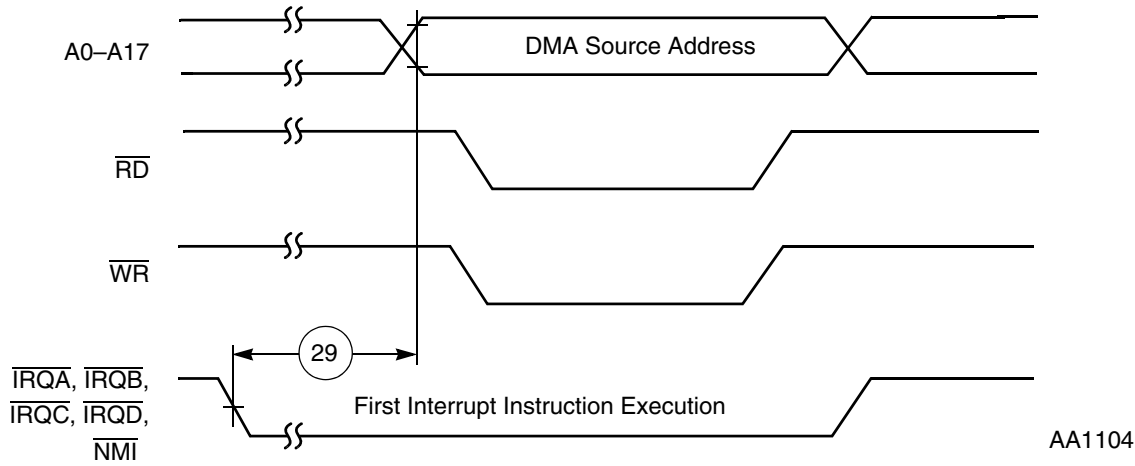 A0–A17
DMA Source Address
RD
WR
29
IRQA, IRQB,
IRQC, IRQD,
NMI
First Interrupt Instruction Execution
AA1104